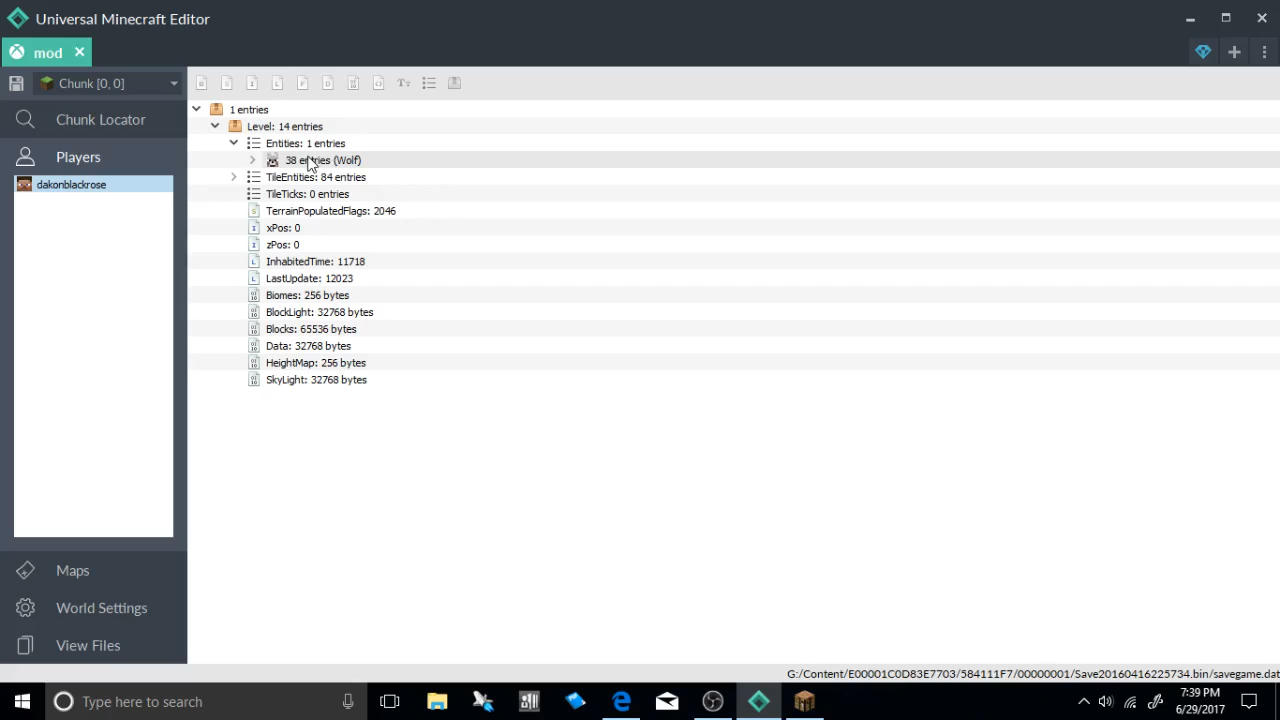 Universal Minecraft Editor
mod
Chunk [0, 0]
Chunk Locator
Players
dakonblackrose
1 entries
Level: 14 entries
Entities: 1 entries
38 entries (Wolf)
TileEntities: 84 entries
TileTicks: 0 entries
TerrainPopulatedFlags: 2046
xPos: 0
zPos: 0
InhabitedTime: 11718
LastUpdate: 12023
Biomes: 256 bytes
BlockLight: 32768 bytes
Blocks: 65536 bytes
Data: 32768 bytes
HeightMap: 256 bytes
SkyLight: 32768 bytes
Maps
World Settings
View Files
G:/Content/E00001C0D83E7703/584111F7/00000001/Save20160416225734.bin/savegame.dat
Type here to search
7:39 PM
6/29/2017